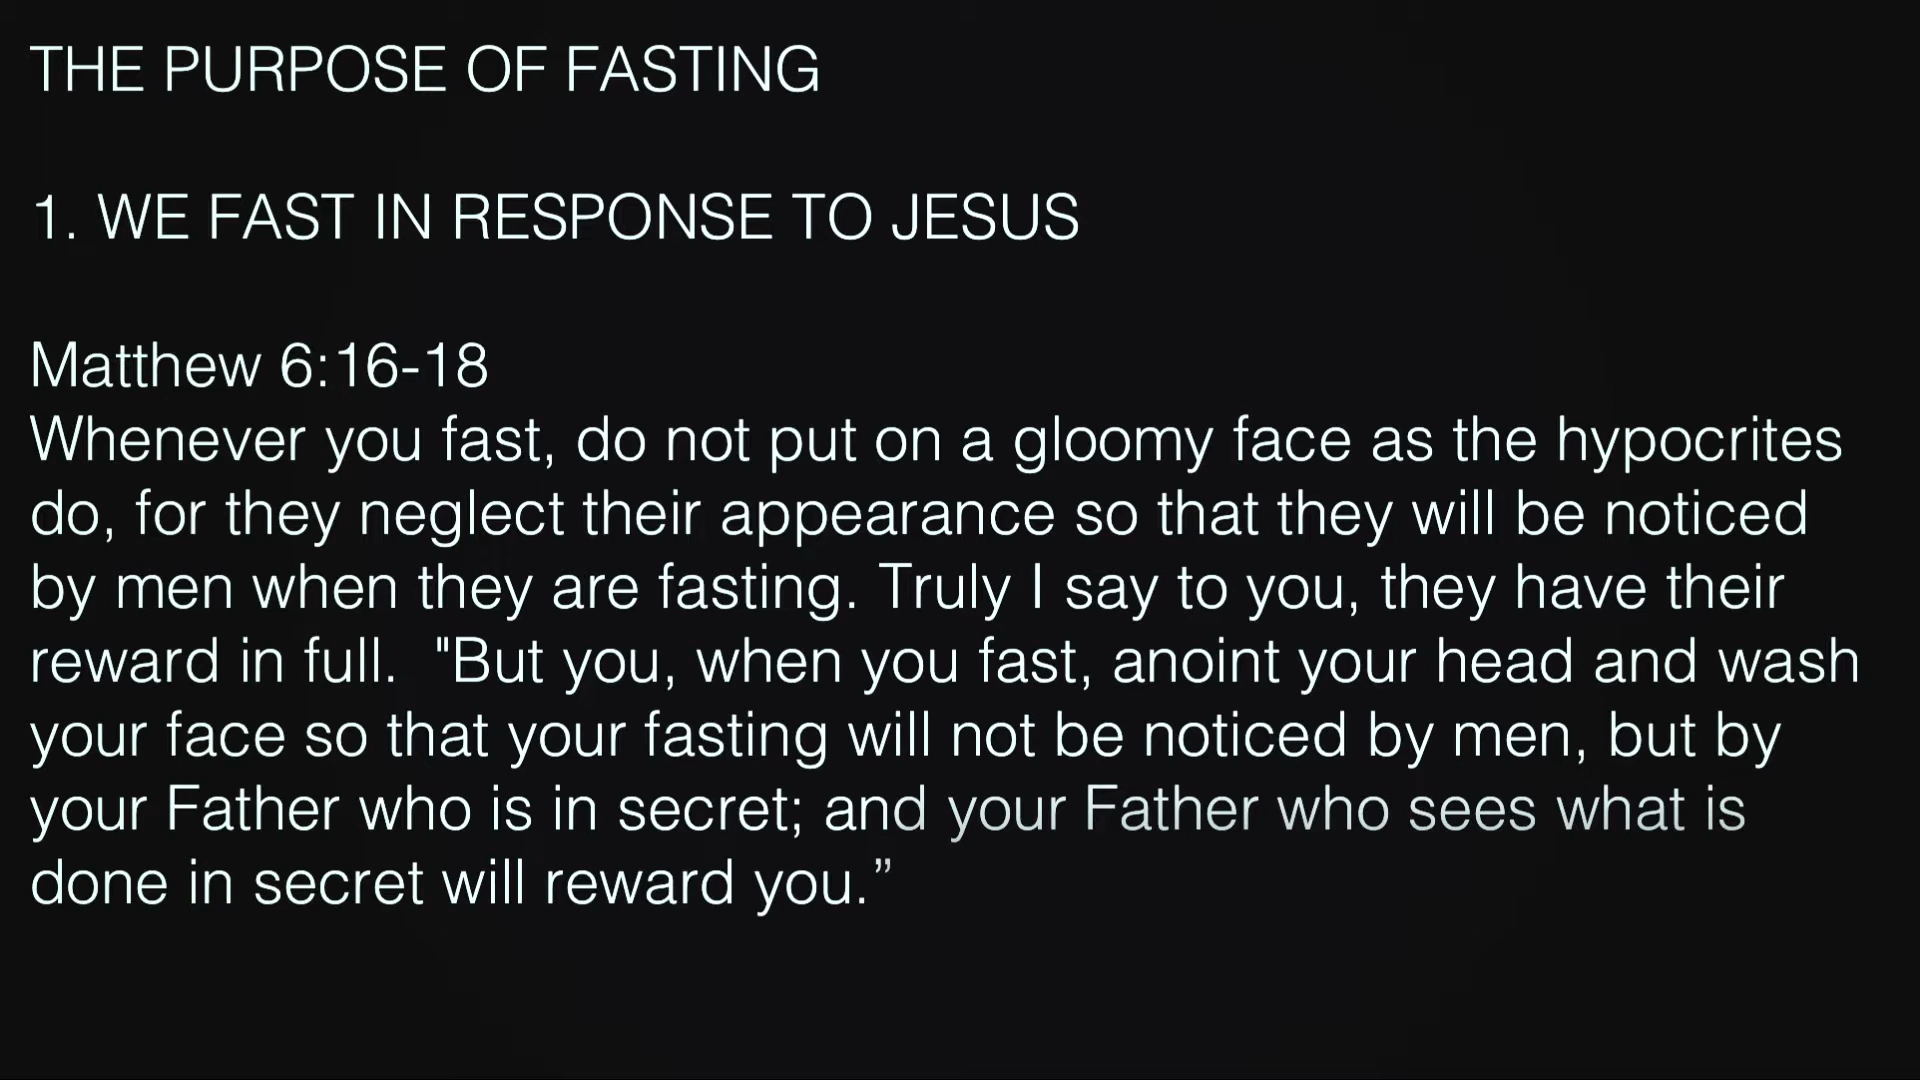 THE PURPOSE OF FASTING
1. WE FAST IN RESPONSE TO JESUS
Matthew 6:16-18
Whenever you fast, do not put on a gloomy face as the hypocrites
do, for they neglect their appearance so that they will be noticed
by men when they are fasting. Truly I say to you, they have their
reward in full.  "But you, when you fast, anoint your head and wash
your face so that your fasting will not be noticed by men, but by
your Father who is in secret; and your Father who sees what is
done in secret will reward you.”